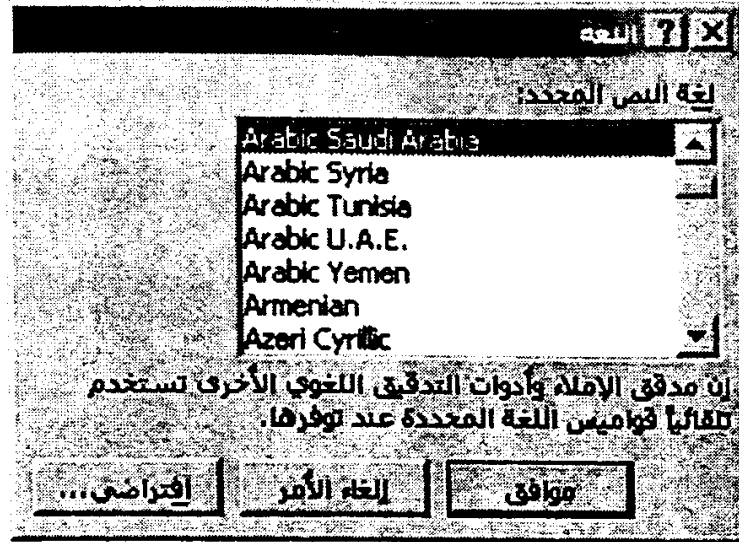 اللغة
لغة النص المحدد:
Arabic Saudi Arabia
Arabic Syria
Arabic Tunisia
Arabic U.A.E.
Arabic Yemen
Armenian
Azeri Cyrillic
إن مدقق الإملاء وأدوات التدقيق اللغوي الأخرى تستخدم
تلقائياً قواميس اللغة المحددة عند توفرها.
موافق إلغاء الأمر افتراضي...